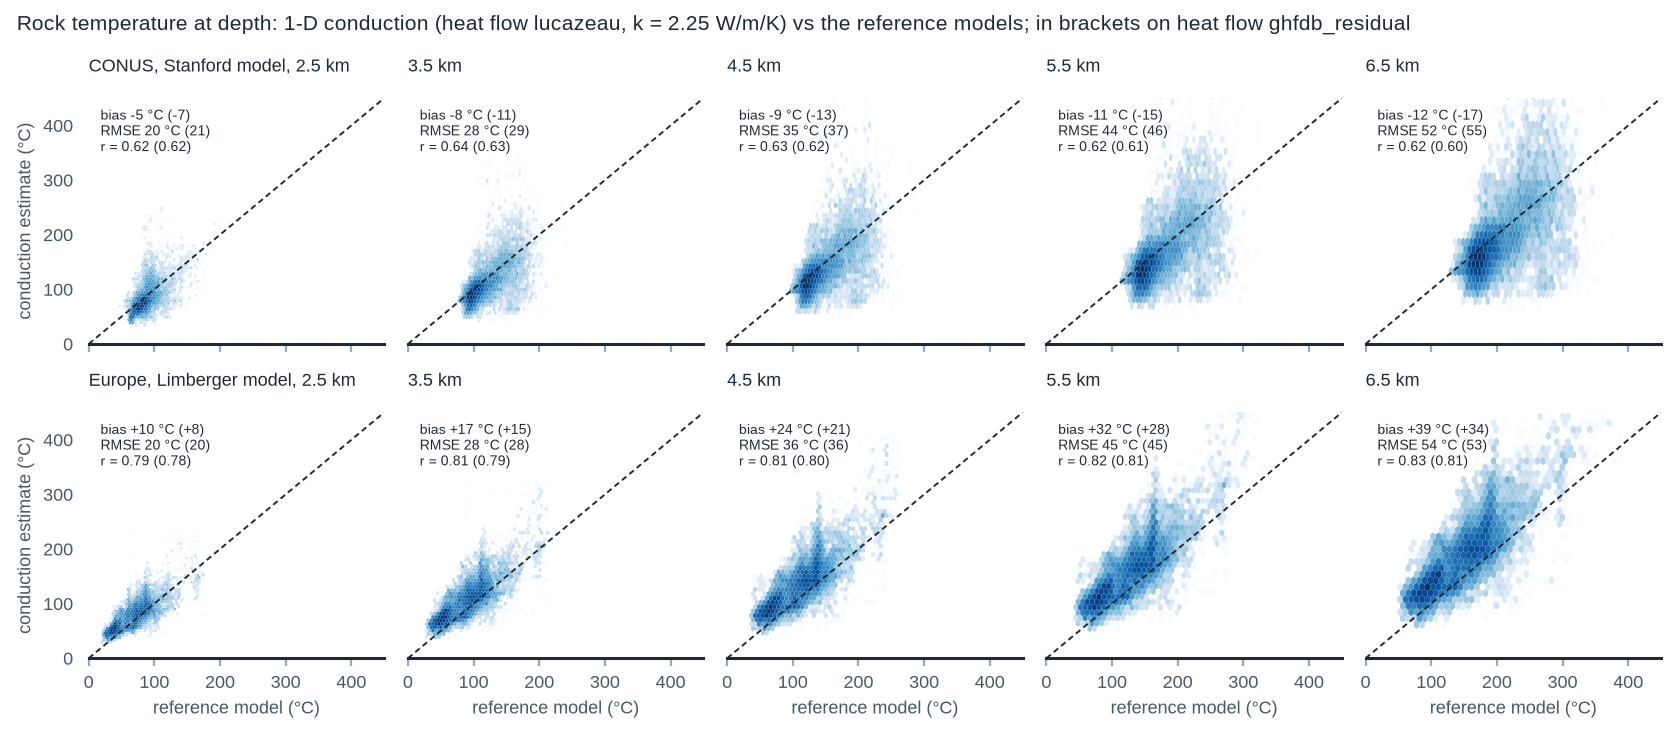 Rock temperature at depth: 1-D conduction (heat flow lucazeau, k = 2.25 W/m/K) vs the reference models; in brackets on heat flow ghfdb_residual
CONUS, Stanford model, 2.5 km
3.5 km
4.5 km
5.5 km
6.5 km
bias -5 °C (-7)
RMSE 20 °C (21)
r = 0.62 (0.62)
bias -8 °C (-11)
RMSE 28 °C (29)
r = 0.64 (0.63)
bias -9 °C (-13)
RMSE 35 °C (37)
r = 0.63 (0.62)
bias -11 °C (-15)
RMSE 44 °C (46)
r = 0.62 (0.61)
bias -12 °C (-17)
RMSE 52 °C (55)
r = 0.62 (0.60)
conduction estimate (°C)
400
300
200
100
0
Europe, Limberger model, 2.5 km
3.5 km
4.5 km
5.5 km
6.5 km
bias +10 °C (+8)
RMSE 20 °C (20)
r = 0.79 (0.78)
bias +17 °C (+15)
RMSE 28 °C (28)
r = 0.81 (0.79)
bias +24 °C (+21)
RMSE 36 °C (36)
r = 0.81 (0.80)
bias +32 °C (+28)
RMSE 45 °C (45)
r = 0.82 (0.81)
bias +39 °C (+34)
RMSE 54 °C (53)
r = 0.83 (0.81)
conduction estimate (°C)
400
300
200
100
0
0 100 200 300 400
0 100 200 300 400
0 100 200 300 400
0 100 200 300 400
0 100 200 300 400
reference model (°C)
reference model (°C)
reference model (°C)
reference model (°C)
reference model (°C)